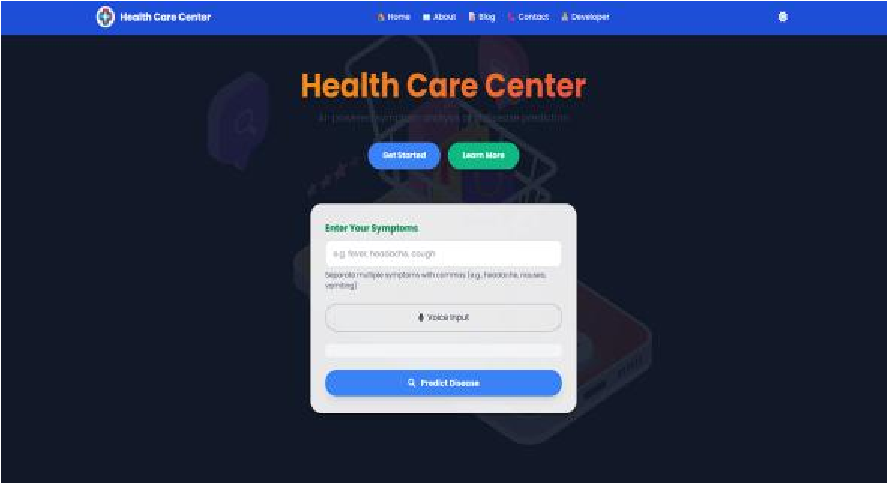 Health Care Center
Home About Blog Contact Developer
Health Care Center
AI-powered symptom analysis and disease prediction
Get Started Learn More
Enter Your Symptoms
e.g. fever, headache, cough
Separate multiple symptoms with commas (e.g., headache, nausea,
vomiting)
Voice Input
Predict Disease